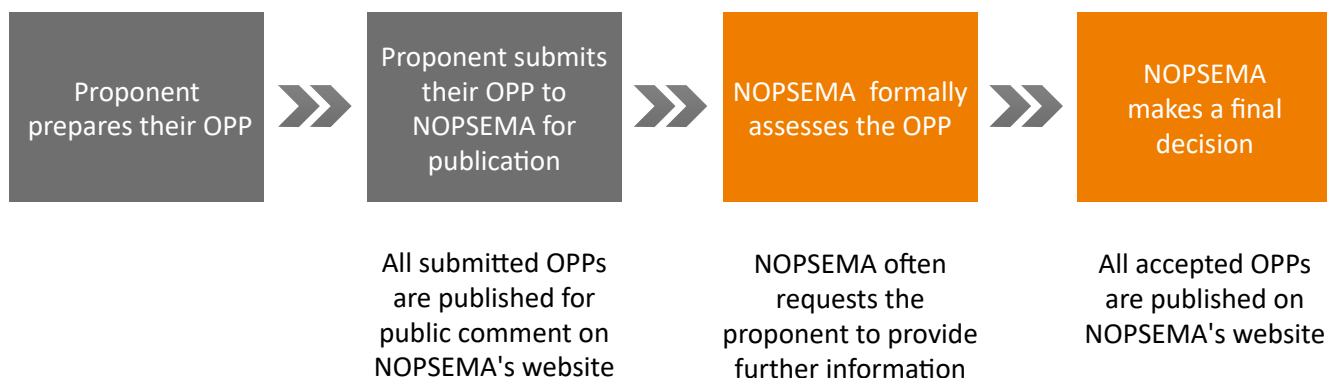 Proponent
prepares their OPP
Proponent submits
their OPP to
NOPSEMA for
publication
NOPSEMA formally
assesses the OPP
NOPSEMA
makes a final
decision
All submitted OPPs
are published for
public comment on
NOPSEMA's website
NOPSEMA often
requests the
proponent to provide
further information
All accepted OPPs
are published on
NOPSEMA's website